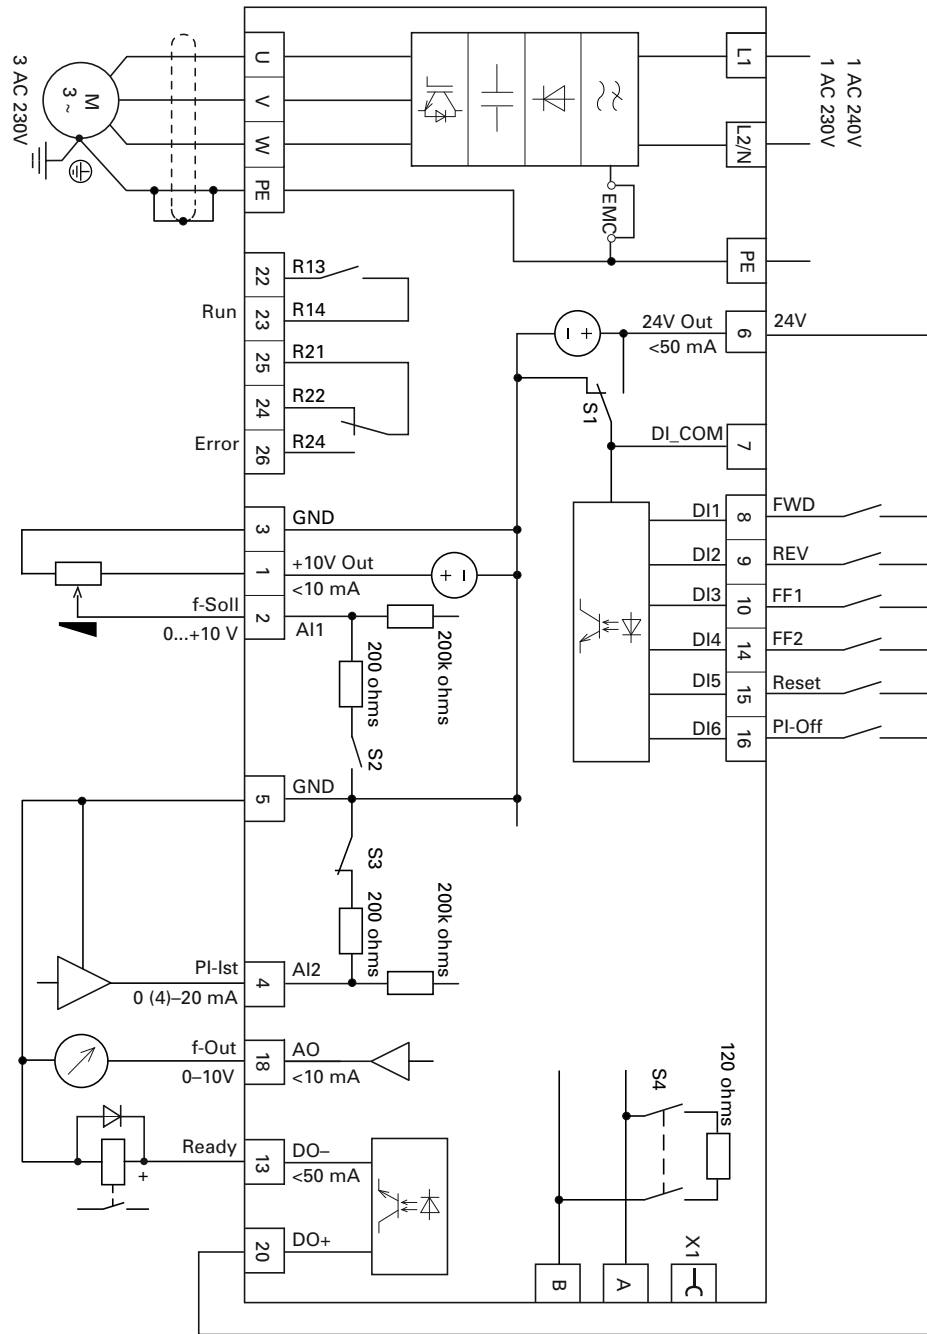 3 AC 230V
M
3 ~
U
V
W
PE
L1
L2/N
PE
1 AC 240V
1 AC 230V
EMC
22
R13
Run
23
R14
25
R21
24
R22
Error
26
R24
24V Out
<50 mA
6
24V
S1
DI_COM
7
3
GND
1
+10V Out
<10 mA
f-Soll
0...+10 V
2
AI1
200 ohms
200k ohms
S2
DI1
8
FWD
DI2
9
REV
DI3
10
FF1
DI4
14
FF2
DI5
15
Reset
DI6
16
PI-Off
5
GND
S3
200 ohms
200k ohms
PI-Ist
0 (4)–20 mA
4
AI2
f-Out
0–10V
18
AO
<10 mA
Ready
+
13
DO–
<50 mA
20
DO+
S4
120 ohms
X1
B
A